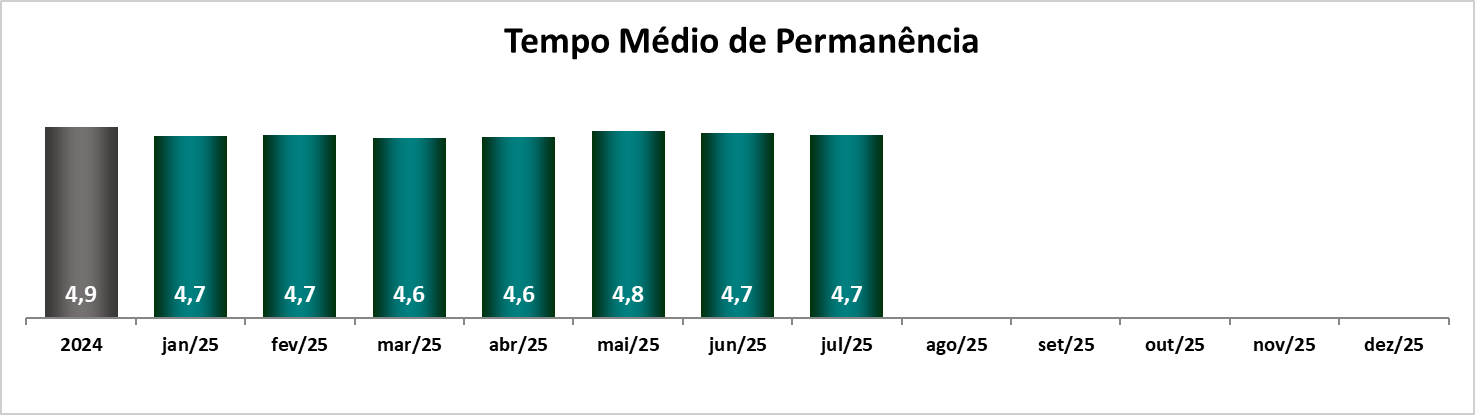 Tempo Médio de Permanência
4,9 4,7 4,7 4,6 4,6 4,8 4,7 4,7
2024 jan/25 fev/25 mar/25 abr/25 mai/25 jun/25 jul/25 ago/25 set/25 out/25 nov/25 dez/25